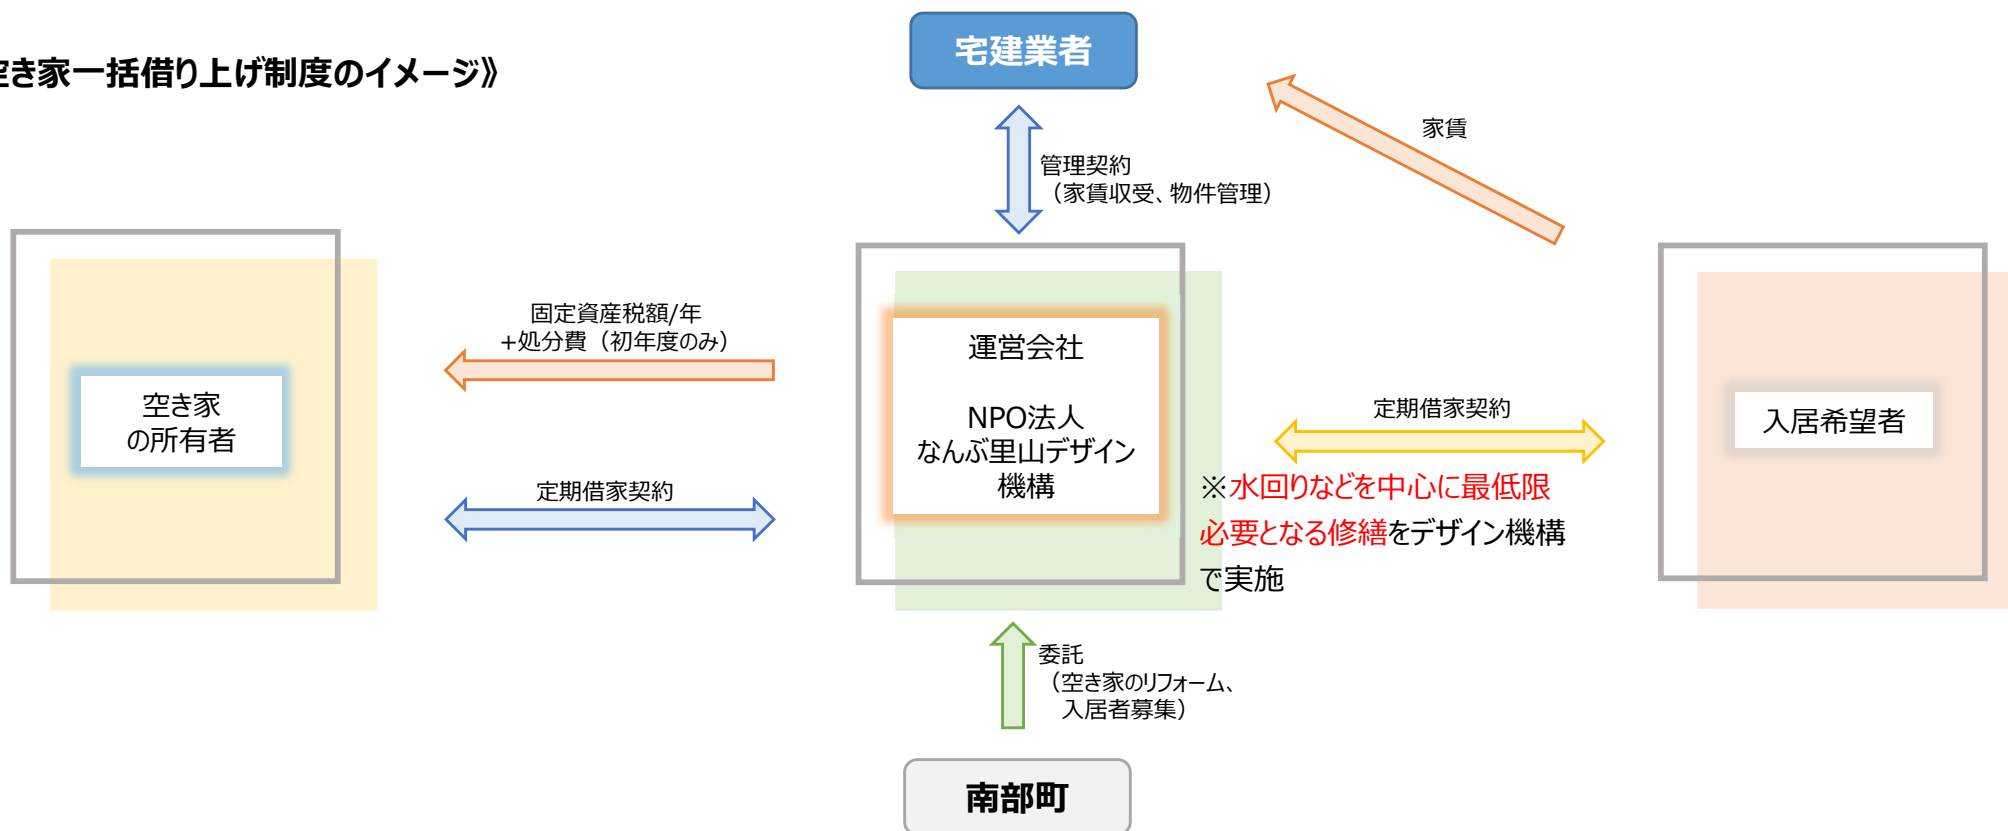 空き家一括借り上げ制度のイメージ》
宅建業者
家賃
管理契約
（家賃収受、物件管理）
固定資産税額/年
+処分費（初年度のみ）
空き家
の所有者
定期借家契約
運営会社
NPO法人
なんぶ里山デザイン
機構
定期借家契約
入居希望者
※水回りなどを中心に最低限
必要となる修繕をデザイン機構
で実施
委託
（空き家のリフォーム、
入居者募集）
南部町